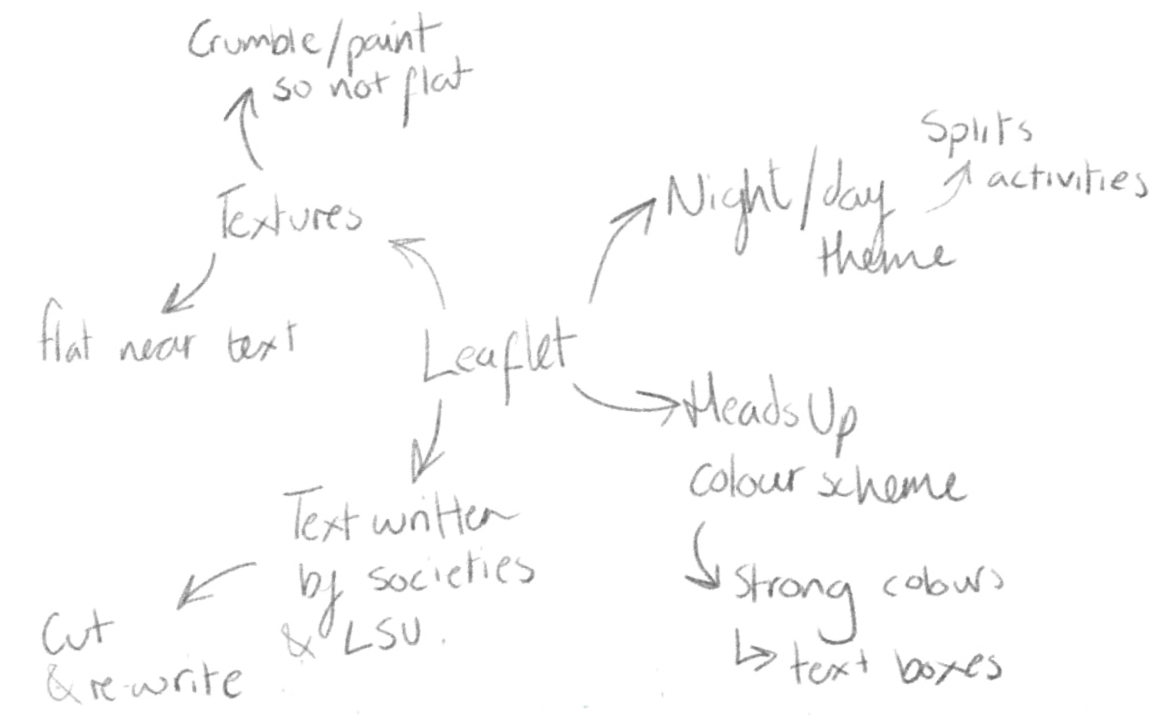 Crumble/paint
so not flat
Textures
flat near text
Leaflet
Night/day
theme
Splits
activities
Heads Up
colour scheme
Strong colours
text boxes
Text written
by societies
& LSU.
Cut
& re-write